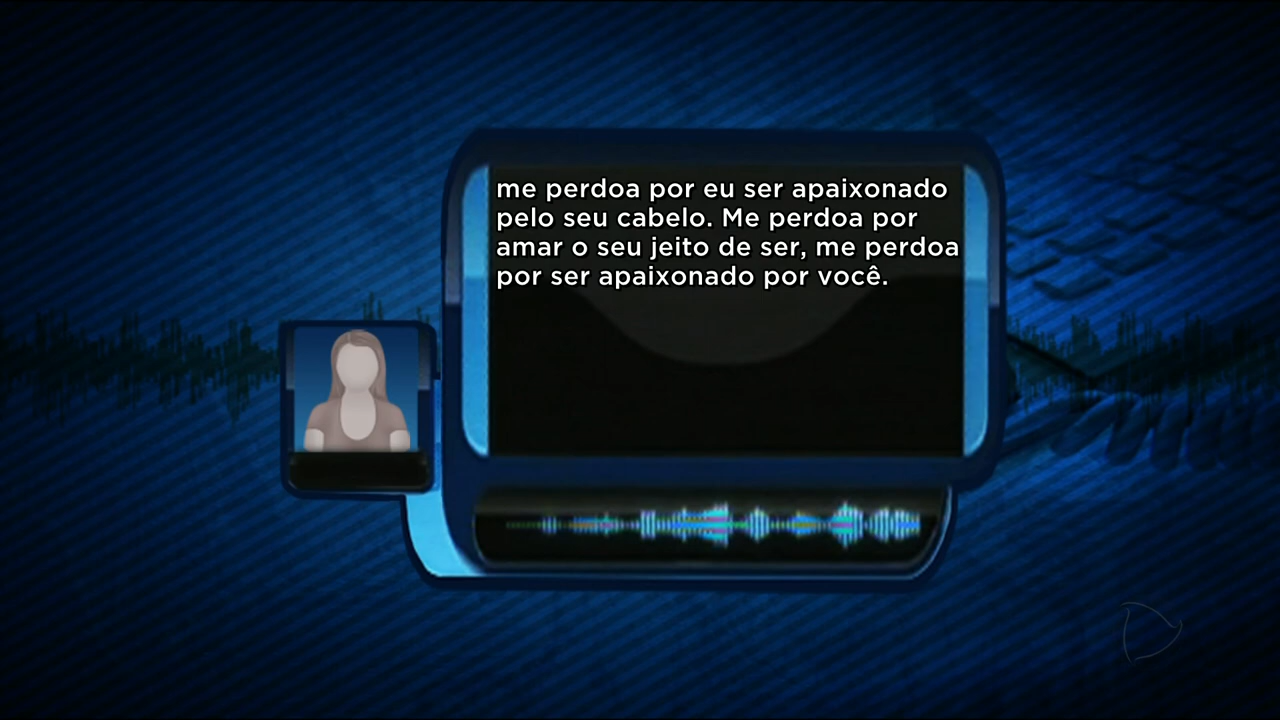 me perdoa por eu ser apaixonado
pelo seu cabelo. Me perdoa por
amar o seu jeito de ser, me perdoa
por ser apaixonado por você.